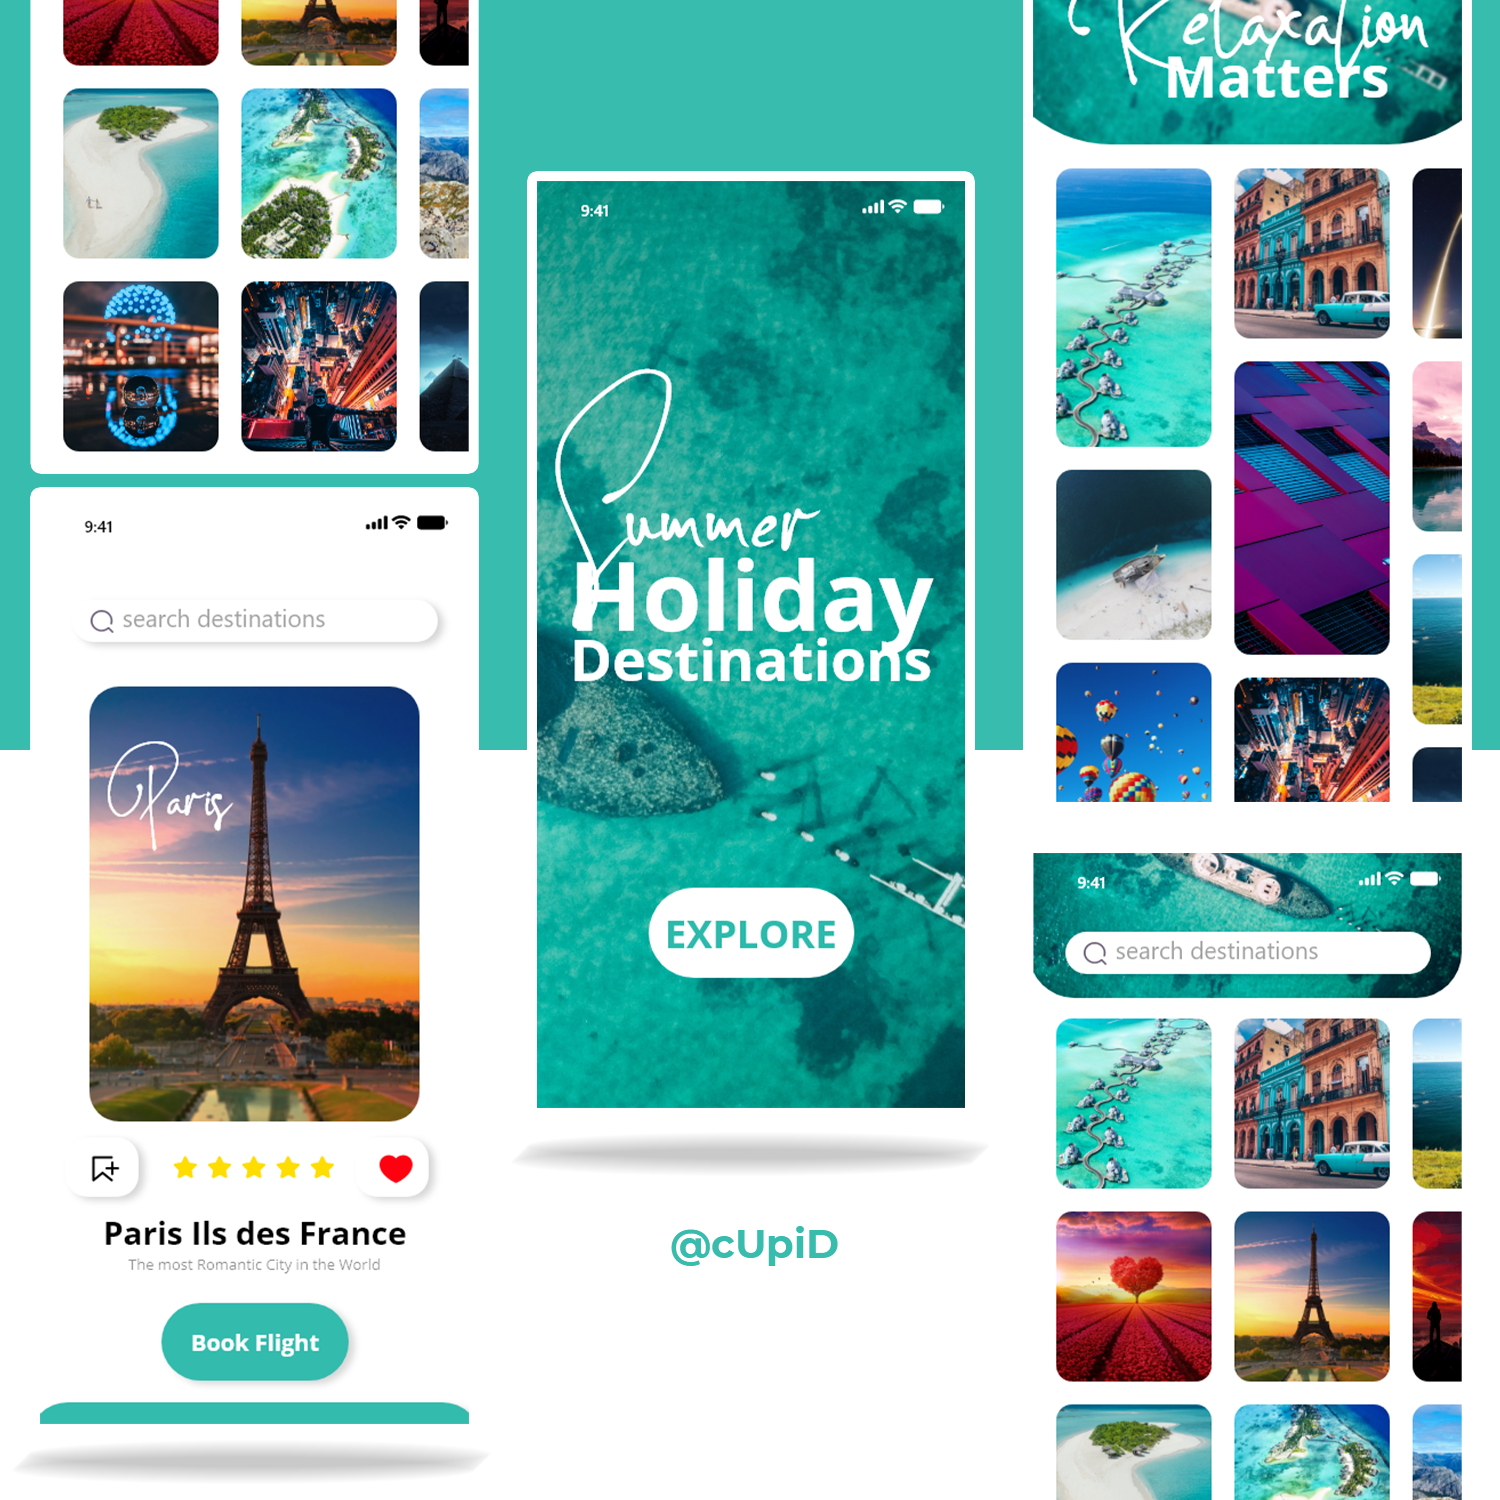 9:41
search destinations
Paris
Paris Ils des France
The most Romantic City in the World
Book Flight
9:41
Summer
Holiday
Destinations
EXPLORE
@cUpiD
Relaxation
Matters
9:41
search destinations